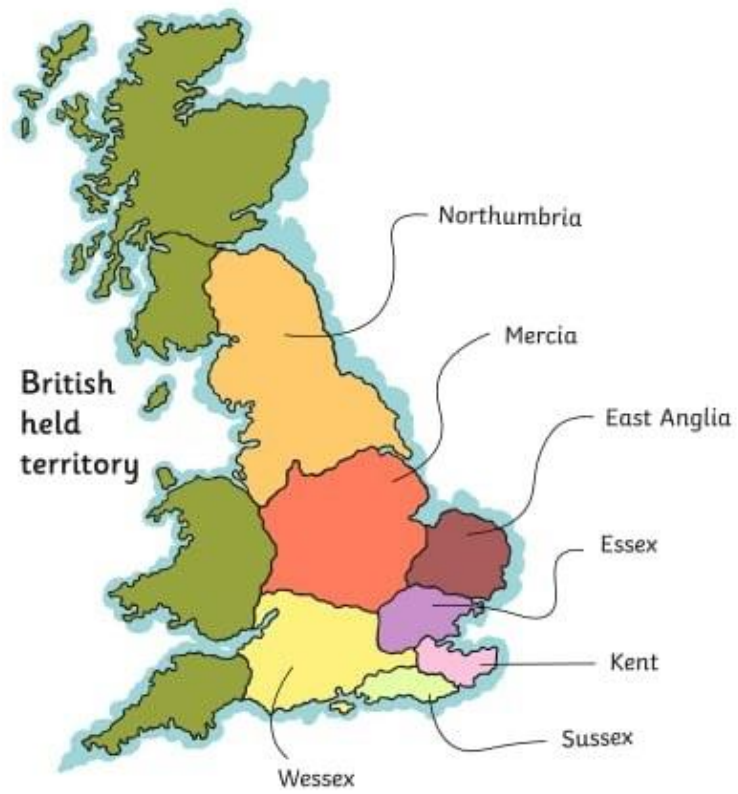 Northumbria
Mercia
British
held
territory
East Anglia
Essex
Kent
Sussex
Wessex